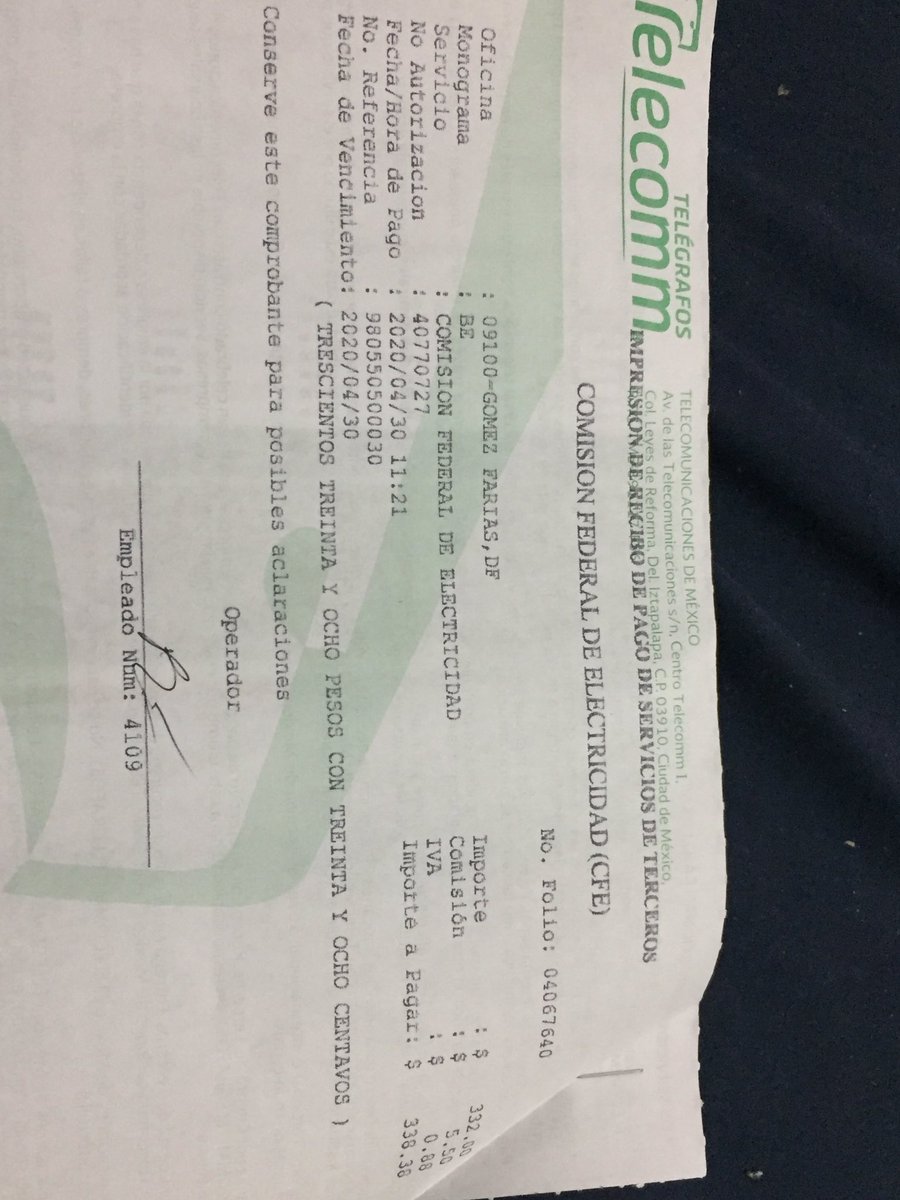 Telecomm
TELÉGRAFOS
TELECOMUNICACIONES DE MÉXICO
Av. de las Telecomunicaciones s/n. Centro Telecomm I.
Col. Leyes de Reforma, Del. Iztapalapa, C.P. 03910, Ciudad de México,
IMPRESION DE RECIBO DE PAGO DE SERVICIOS DE TERCEROS
COMISION FEDERAL DE ELECTRICIDAD (CFE)
No. Folio: 04067640
Oficina : 09100-GOMEZ FARIAS,DF Importe : $ 332.00
Monograma : BE Comisión : $ 5.50
Servicio : COMISION FEDERAL DE ELECTRICIDAD IVA : $ 0.88
No Autorizacion : 40770727 Importe a Pagar: $ 338.38
Fecha/Hora de Pago : 2020/04/30 11:21
No. Referencia : 980550500030
Fecha de Vencimiento: 2020/04/30
( TRESCIENTOS TREINTA Y OCHO PESOS CON TREINTA Y OCHO CENTAVOS )
Conserve este comprobante para posibles aclaraciones
Operador
Empleado Num: 4109